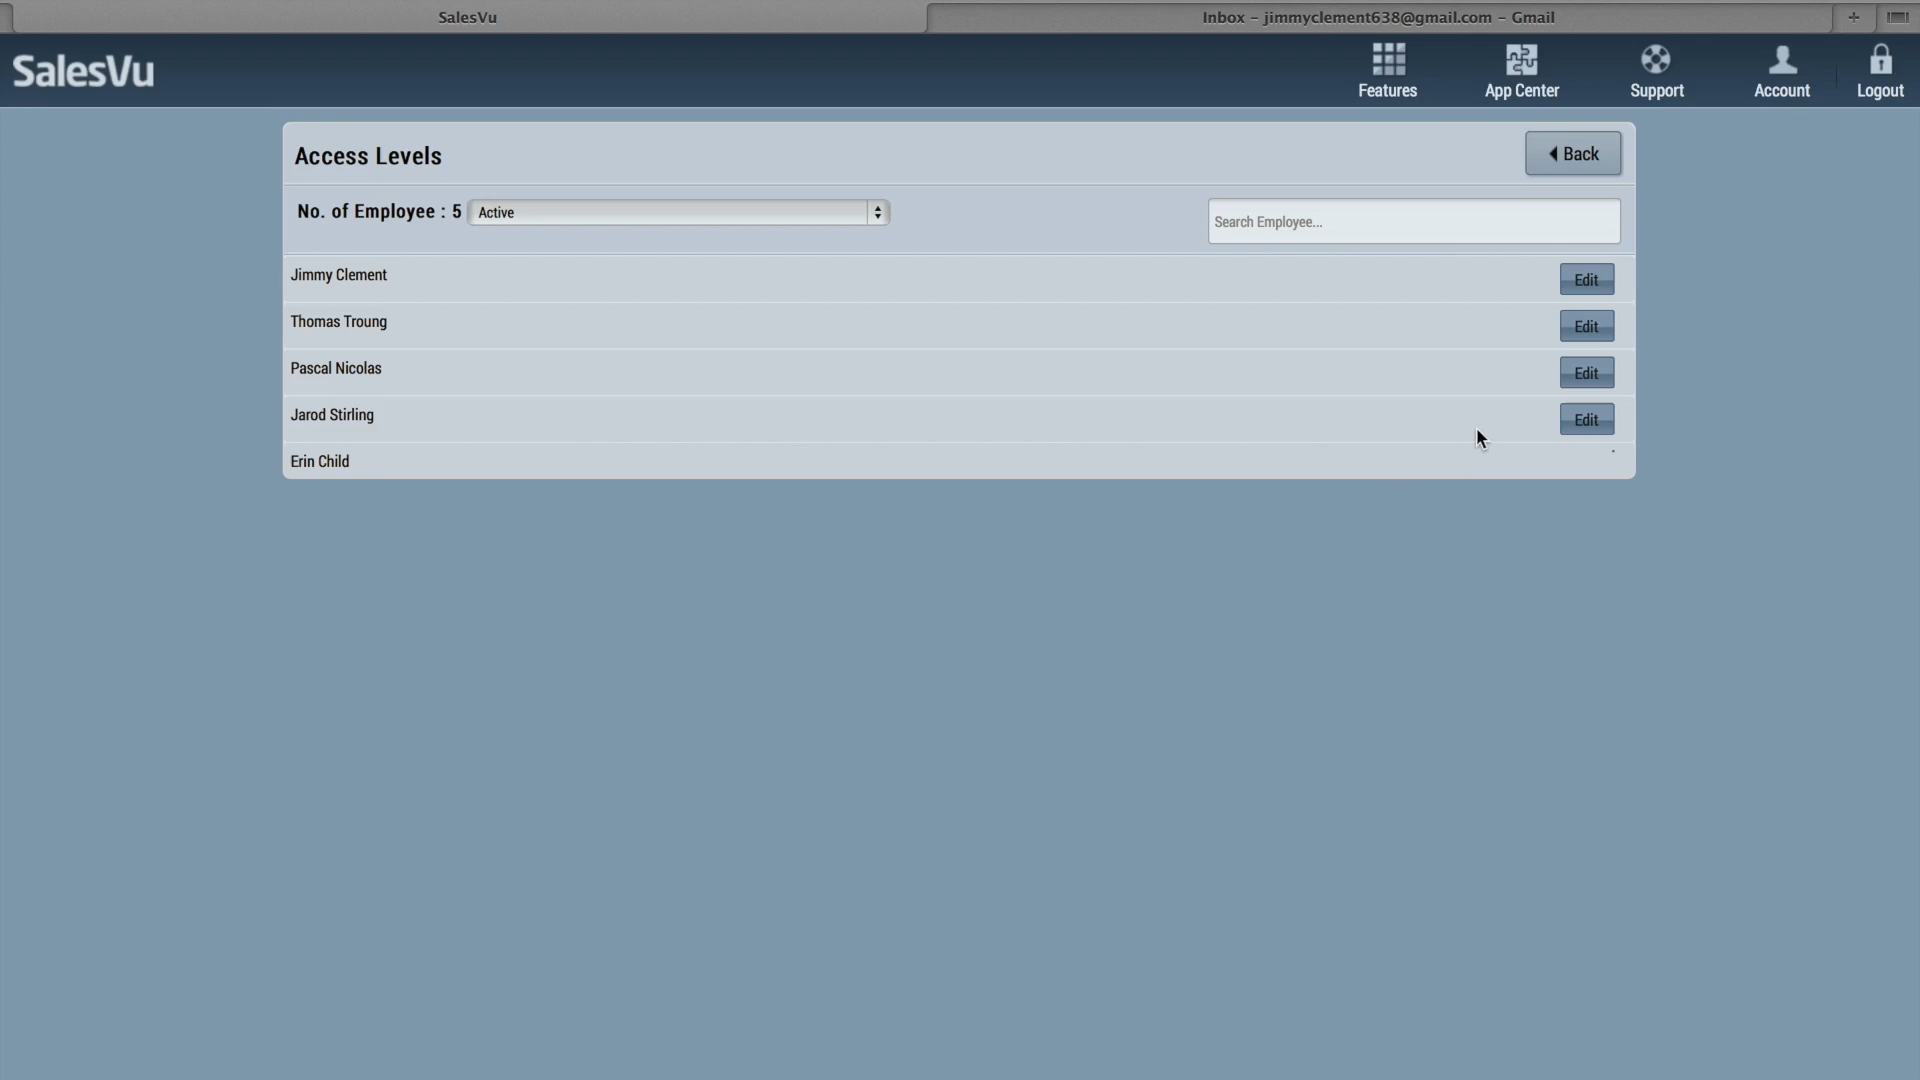 SalesVu
Inbox – jimmyclement638@gmail.com – Gmail
SalesVu
Features
App Center
Support
Account
Logout
Access Levels
Back
No. of Employee : 5
Active
Search Employee...
Jimmy Clement
Edit
Thomas Troung
Edit
Pascal Nicolas
Edit
Jarod Stirling
Edit
Erin Child